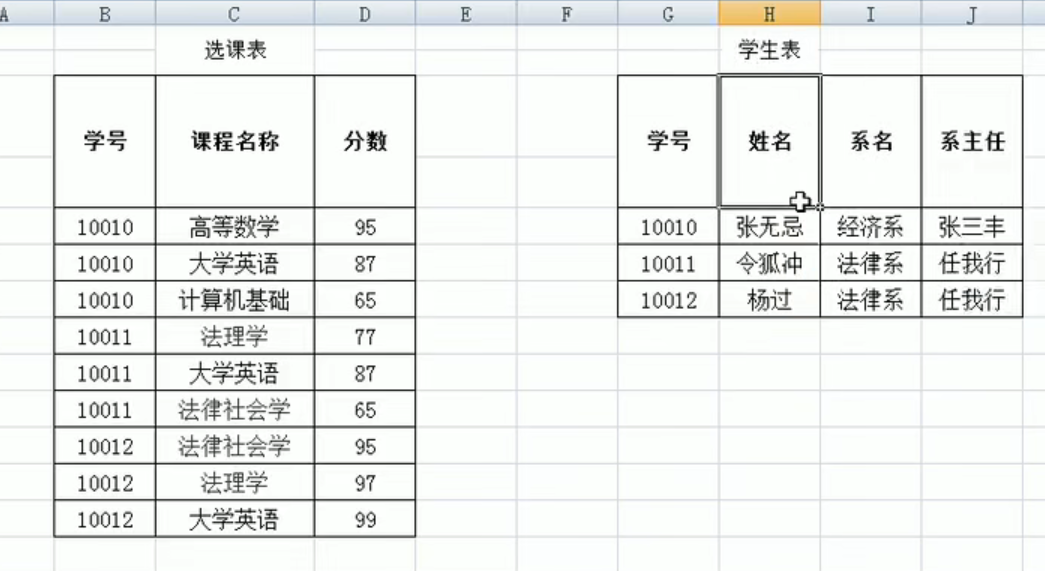 A B C D E F G H I J
选课表 学生表
学号 课程名称 分数 学号 姓名 系名 系主任
10010 高等数学 95 10010 张无忌 经济系 张三丰
10010 大学英语 87 10011 令狐冲 法律系 任我行
10010 计算机基础 65 10012 杨过 法律系 任我行
10011 法理学 77
10011 大学英语 87
10011 法律社会学 65
10012 法律社会学 95
10012 法理学 97
10012 大学英语 99